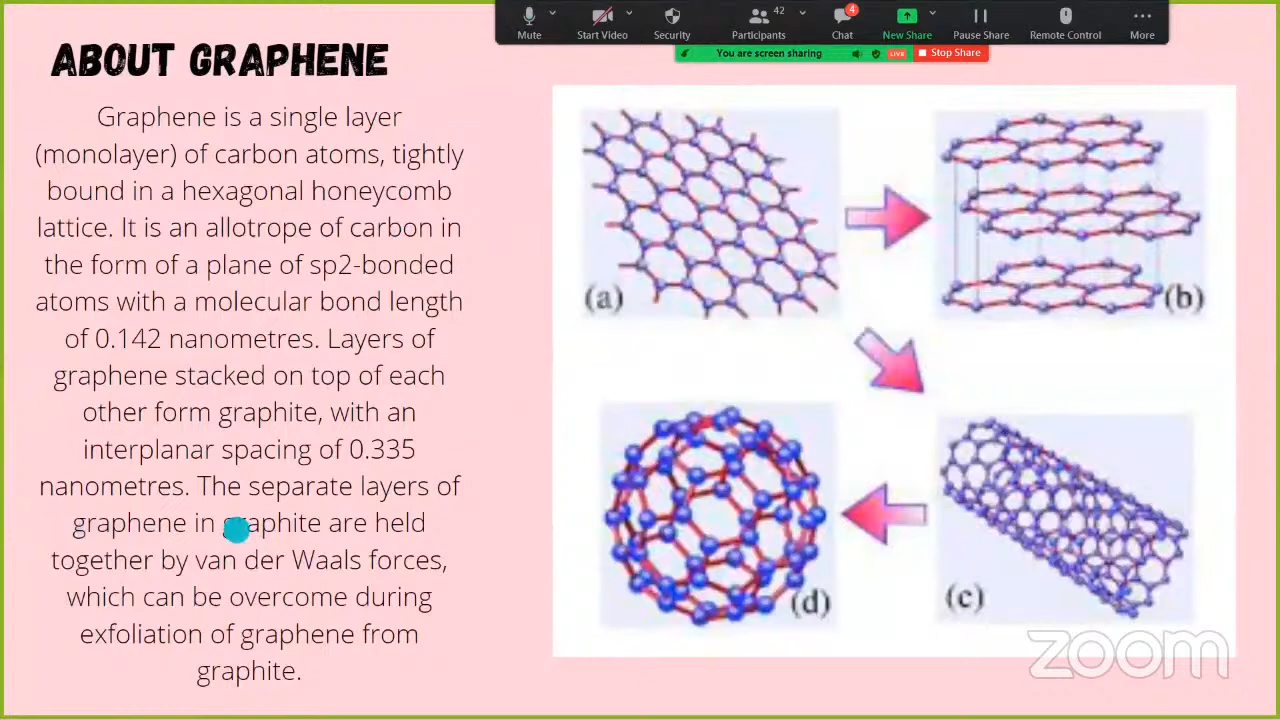 Mute
Start Video
Security
42
Participants
4
Chat
New Share
Pause Share
Remote Control
More
You are screen sharing
LIVE
Stop Share
ABOUT GRAPHENE
Graphene is a single layer
(monolayer) of carbon atoms, tightly
bound in a hexagonal honeycomb
lattice. It is an allotrope of carbon in
the form of a plane of sp2-bonded
atoms with a molecular bond length
of 0.142 nanometres. Layers of
graphene stacked on top of each
other form graphite, with an
interplanar spacing of 0.335
nanometres. The separate layers of
graphene in graphite are held
together by van der Waals forces,
which can be overcome during
exfoliation of graphene from
graphite.
(a)
(b)
(d)
(c)
zoom